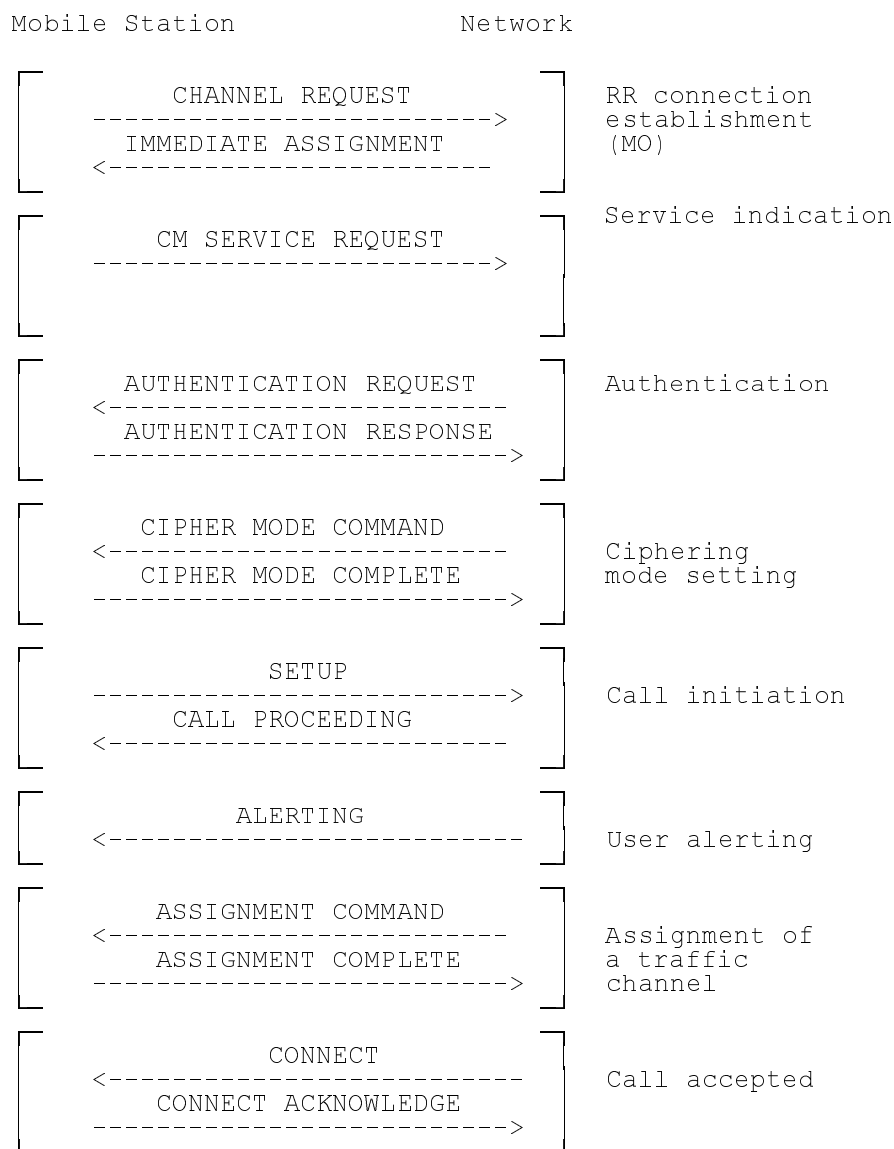 Mobile Station Network
CHANNEL REQUEST RR connection
-------------------------> establishment
IMMEDIATE ASSIGNMENT (MO)
<------------------------
Service indication
CM SERVICE REQUEST
------------------------->
AUTHENTICATION REQUEST Authentication
<-------------------------
AUTHENTICATION RESPONSE
-------------------------->
CIPHER MODE COMMAND
<------------------------- Ciphering
CIPHER MODE COMPLETE mode setting
-------------------------->
SETUP
--------------------------> Call initiation
CALL PROCEEDING
<-------------------------
ALERTING
<-------------------------- User alerting
ASSIGNMENT COMMAND
<------------------------- Assignment of
ASSIGNMENT COMPLETE a traffic
--------------------------> channel
CONNECT
<-------------------------- Call accepted
CONNECT ACKNOWLEDGE
-------------------------->